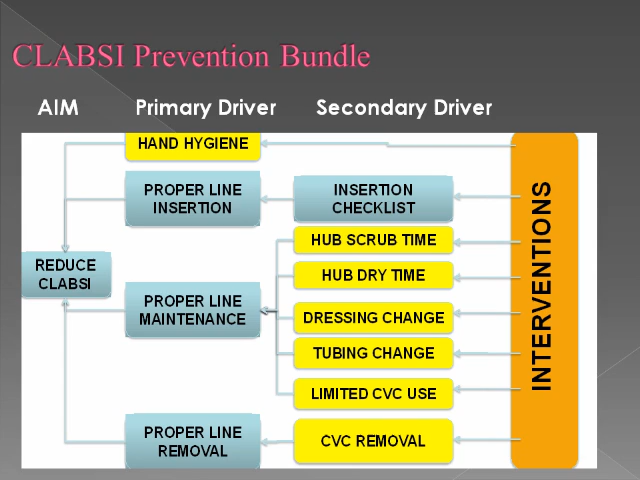 CLABSI Prevention Bundle
AIM Primary Driver Secondary Driver
HAND HYGIENE
PROPER LINE
INSERTION
INSERTION
CHECKLIST
HUB SCRUB TIME
REDUCE
CLABSI
HUB DRY TIME
PROPER LINE
MAINTENANCE
DRESSING CHANGE
TUBING CHANGE
LIMITED CVC USE
PROPER LINE
REMOVAL
CVC REMOVAL
INTERVENTIONS